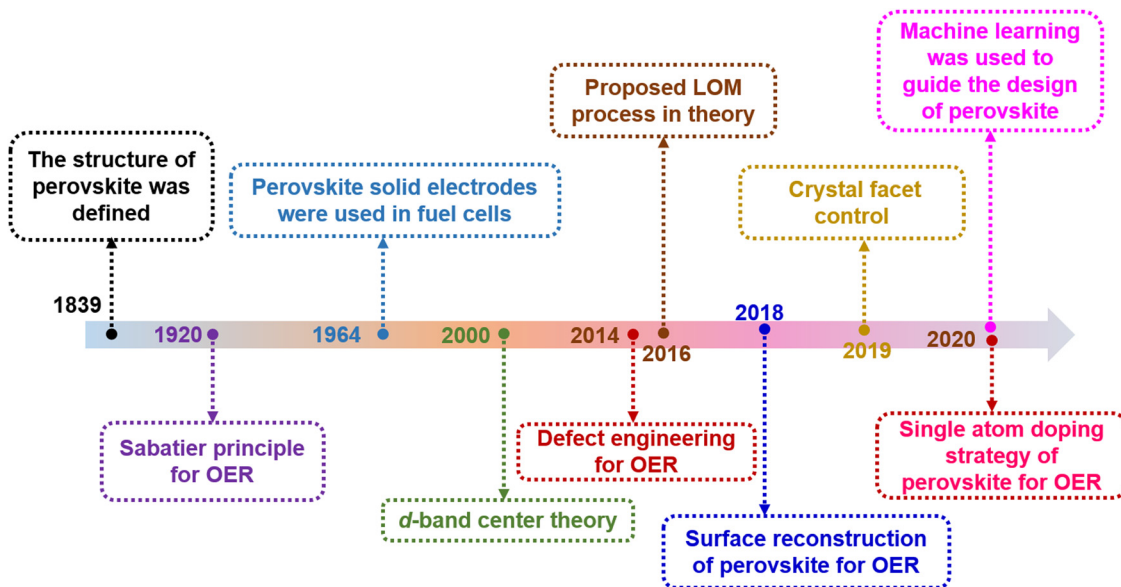 Machine learning
was used to
guide the design
of perovskite
Proposed LOM
process in theory
The structure of
perovskite was
defined
Perovskite solid electrodes
were used in fuel cells
Crystal facet
control
1839
1920
1964
2000
2014
2016
2018
2019
2020
Sabatier principle
for OER
d-band center theory
Defect engineering
for OER
Surface reconstruction
of perovskite for OER
Single atom doping
strategy of
perovskite for OER